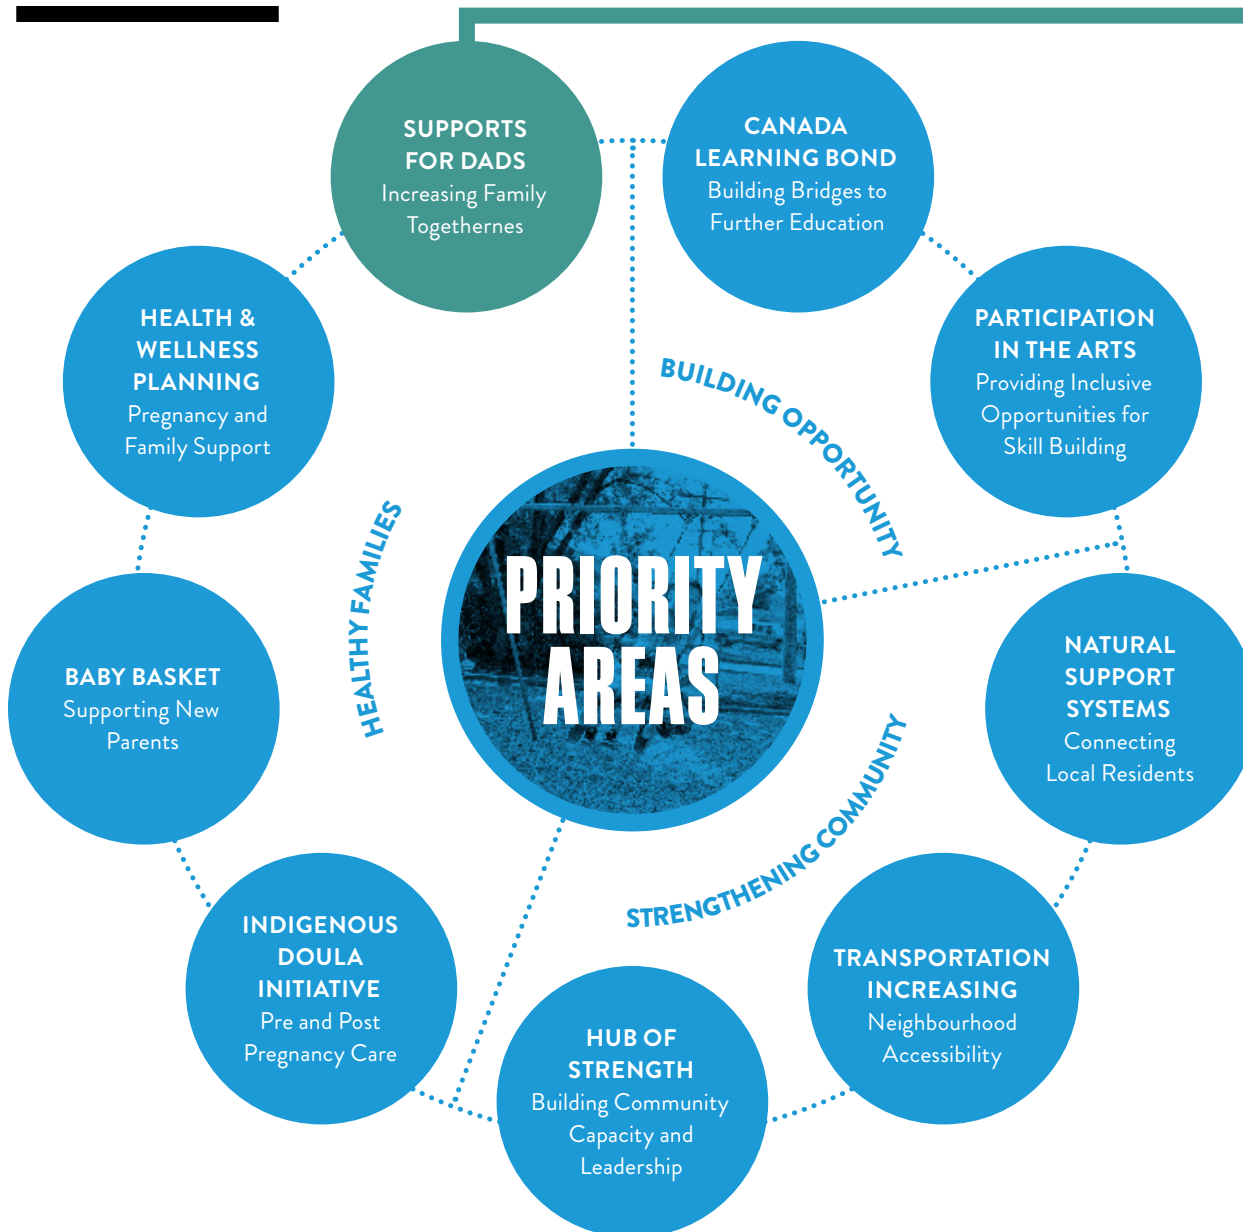 SUPPORTS
FOR DADS
Increasing Family
Togethernes
CANADA
LEARNING BOND
Building Bridges to
Further Education
HEALTH &
WELLNESS
PLANNING
Pregnancy and
Family Support
PARTICIPATION
IN THE ARTS
Providing Inclusive
Opportunities for
Skill Building
BUILDING OPPORTUNITY
HEALTHY FAMILIES
PRIORITY
AREAS
BABY BASKET
Supporting New
Parents
NATURAL
SUPPORT
SYSTEMS
Connecting
Local Residents
STRENGTHENING COMMUNITY
INDIGENOUS
DOULA
INITIATIVE
Pre and Post
Pregnancy Care
TRANSPORTATION
INCREASING
Neighbourhood
Accessibility
HUB OF
STRENGTH
Building Community
Capacity and
Leadership